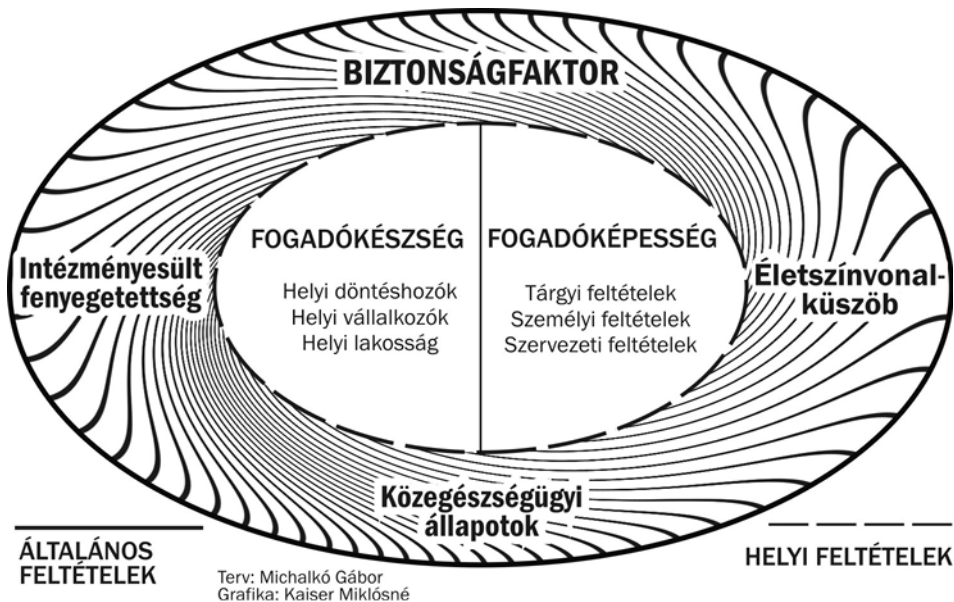 BIZTONSÁGFAKTOR
Intézményesült
fenyegetettség
FOGADÓKÉSZSÉG
Helyi döntéshozók
Helyi vállalkozók
Helyi lakosság
FOGADÓKÉPESSÉG
Tárgyi feltételek
Személyi feltételek
Szervezeti feltételek
Életszínvonal-
küszöb
Közegészségügyi
állapotok
ÁLTALÁNOS
FELTÉTELEK
HELYI FELTÉTELEK
Terv: Michalkó Gábor
Grafika: Kaiser Miklósné